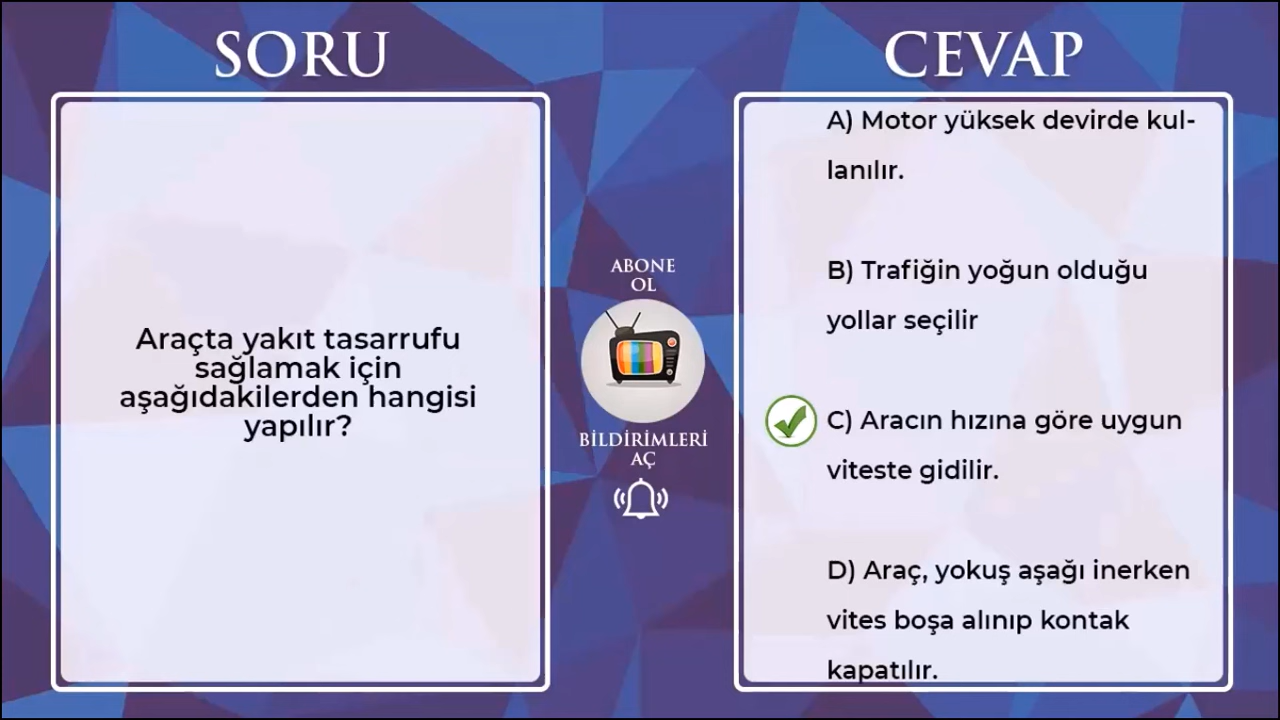 SORU
Araçta yakıt tasarrufu
sağlamak için
aşağıdakilerden hangisi
yapılır?
ABONE
OL
BİLDİRİMLERİ
AÇ
CEVAP
A) Motor yüksek devirde kul-
lanılır.
B) Trafiğin yoğun olduğu
yollar seçilir
C) Aracın hızına göre uygun
viteste gidilir.
D) Araç, yokuş aşağı inerken
vites boşa alınıp kontak
kapatılır.